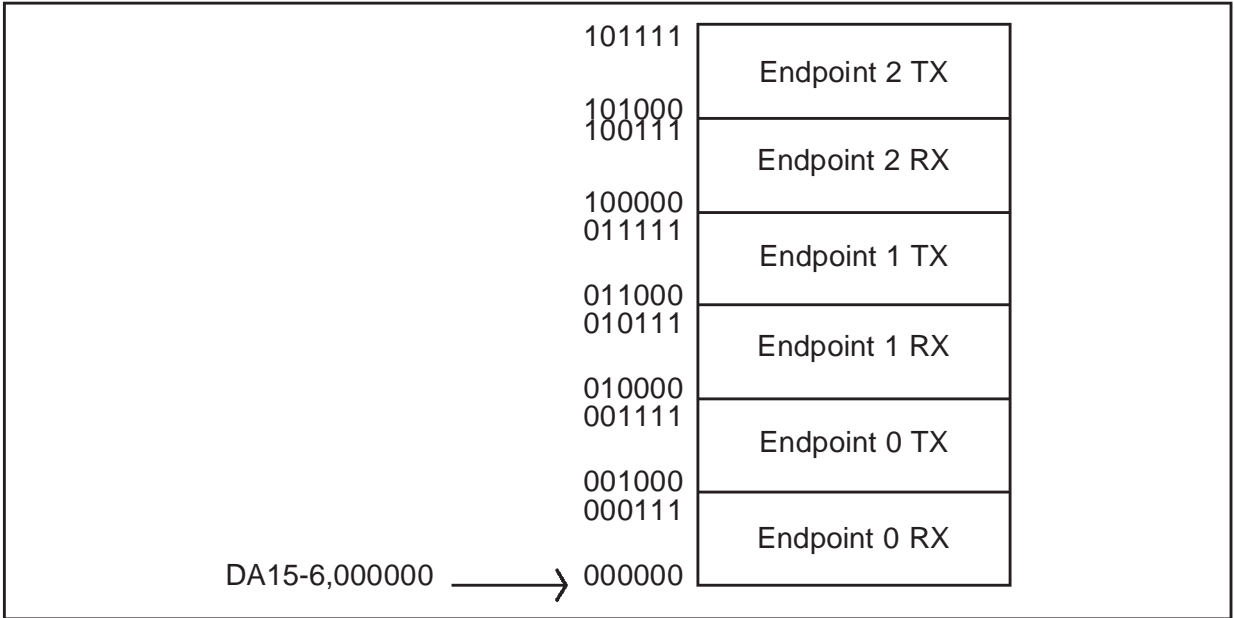 101111
Endpoint 2 TX
101000
100111
Endpoint 2 RX
100000
011111
Endpoint 1 TX
011000
010111
Endpoint 1 RX
010000
001111
Endpoint 0 TX
001000
000111
Endpoint 0 RX
DA15-6,000000
000000